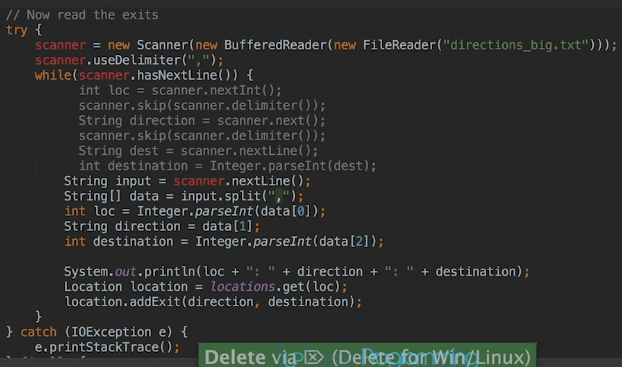 // Now read the exits
try {
    scanner = new Scanner(new BufferedReader(new FileReader("directions_big.txt")));
    scanner.useDelimiter(",");
    while(scanner.hasNextLine()) {
          int loc = scanner.nextInt();
          scanner.skip(scanner.delimiter());
          String direction = scanner.next();
          scanner.skip(scanner.delimiter());
          String dest = scanner.nextLine();
          int destination = Integer.parseInt(dest);
        String input = scanner.nextLine();
        String[] data = input.split(",");
        int loc = Integer.parseInt(data[0]);
        String direction = data[1];
        int destination = Integer.parseInt(data[2]);

        System.out.println(loc + ": " + direction + ": " + destination);
        Location location = locations.get(loc);
        location.addExit(direction, destination);
    }
} catch (IOException e) {
    e.printStackTrace();
Delete via ⌦ (Delete for Win/Linux)
Programming